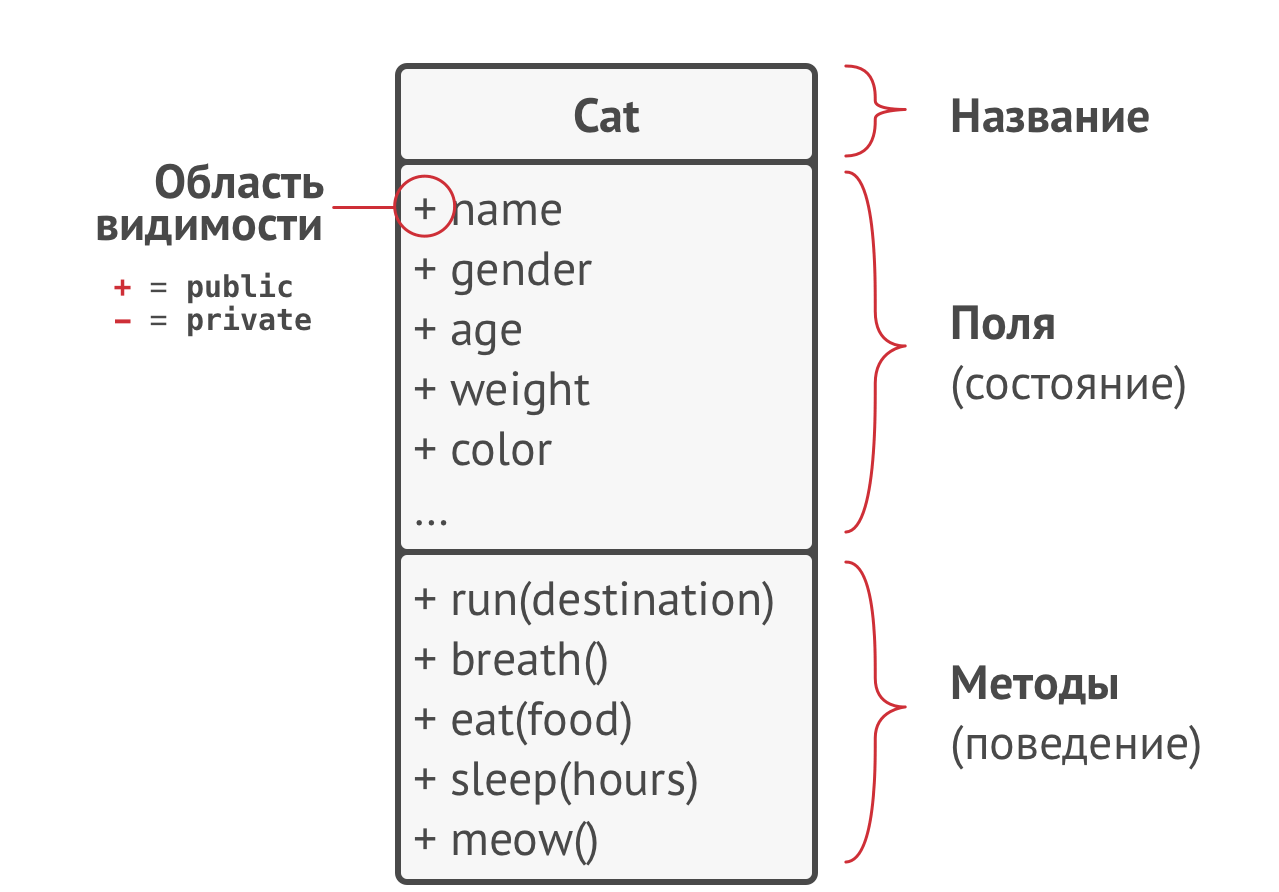 Cat
Название
Область
видимости
+ = public
– = private
+ name
+ gender
+ age
+ weight
+ color
...
Поля
(состояние)
+ run(destination)
+ breath()
+ eat(food)
+ sleep(hours)
+ meow()
Методы
(поведение)